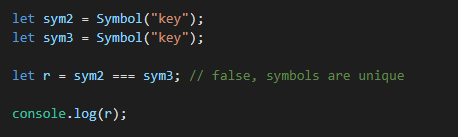 let sym2 = Symbol("key");
let sym3 = Symbol("key");
let r = sym2 === sym3; // false, symbols are unique
console.log(r);